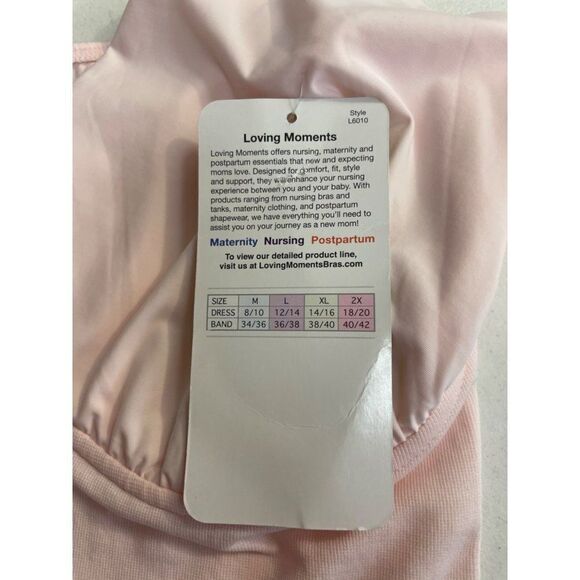 Style
L6010
Loving Moments
Loving Moments offers nursing, maternity and
postpartum essentials that new and expecting
moms love. Designed for comfort, fit, style
and support, they will enhance your nursing
experience between you and your baby. With
products ranging from nursing bras and
tanks, maternity clothing, and postpartum
shapewear, we have everything you'll need to
assist you on your journey as a new mom!
Maternity Nursing Postpartum
To view our detailed product line,
visit us at LovingMomentsBras.com
SIZE M L XL 2X
DRESS 8/10 12/14 14/16 18/20
BAND 34/36 36/38 38/40 40/42